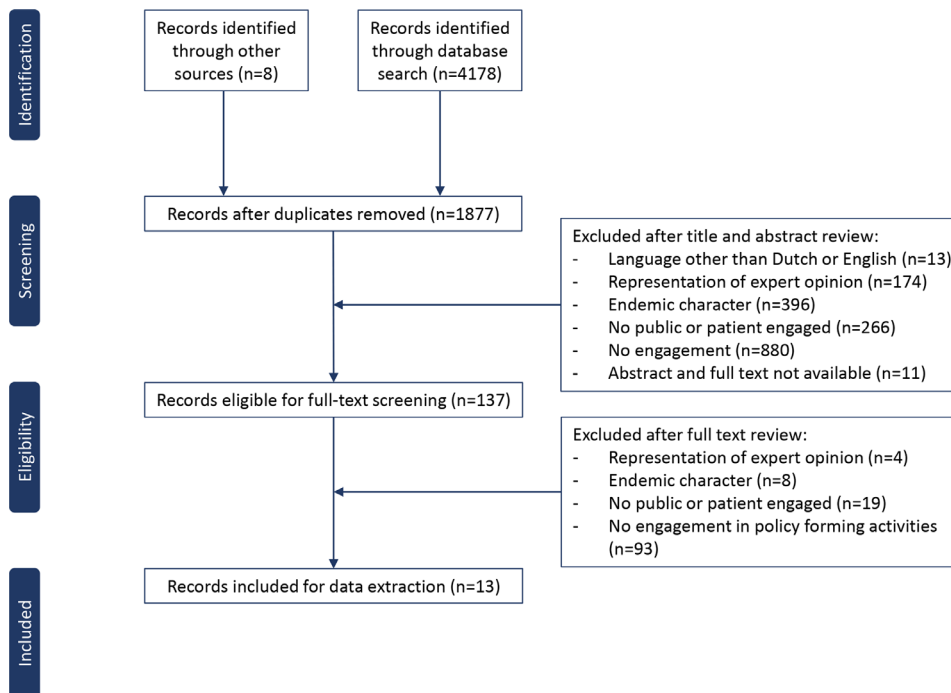 Identification
Records identified
through other
sources (n=8)
Records identified
through database
search (n=4178)
Screening
Records after duplicates removed (n=1877)
Excluded after title and abstract review:
- Language other than Dutch or English (n=13)
- Representation of expert opinion (n=174)
- Endemic character (n=396)
- No public or patient engaged (n=266)
- No engagement (n=880)
- Abstract and full text not available (n=11)
Eligibility
Records eligible for full-text screening (n=137)
Excluded after full text review:
- Representation of expert opinion (n=4)
- Endemic character (n=8)
- No public or patient engaged (n=19)
- No engagement in policy forming activities
(n=93)
Included
Records included for data extraction (n=13)